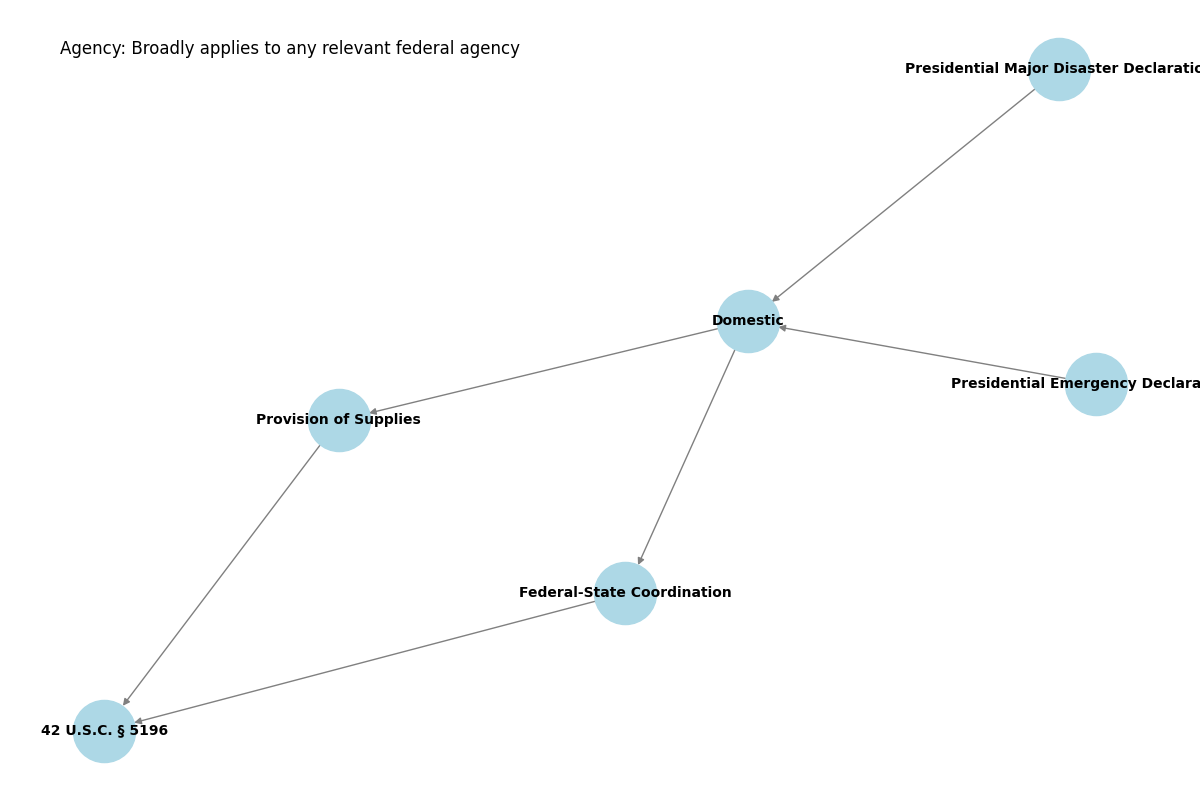 Agency: Broadly applies to any relevant federal agency
Presidential Major Disaster Declaratio
Domestic
Presidential Emergency Declara
Provision of Supplies
Federal-State Coordination
42 U.S.C. § 5196